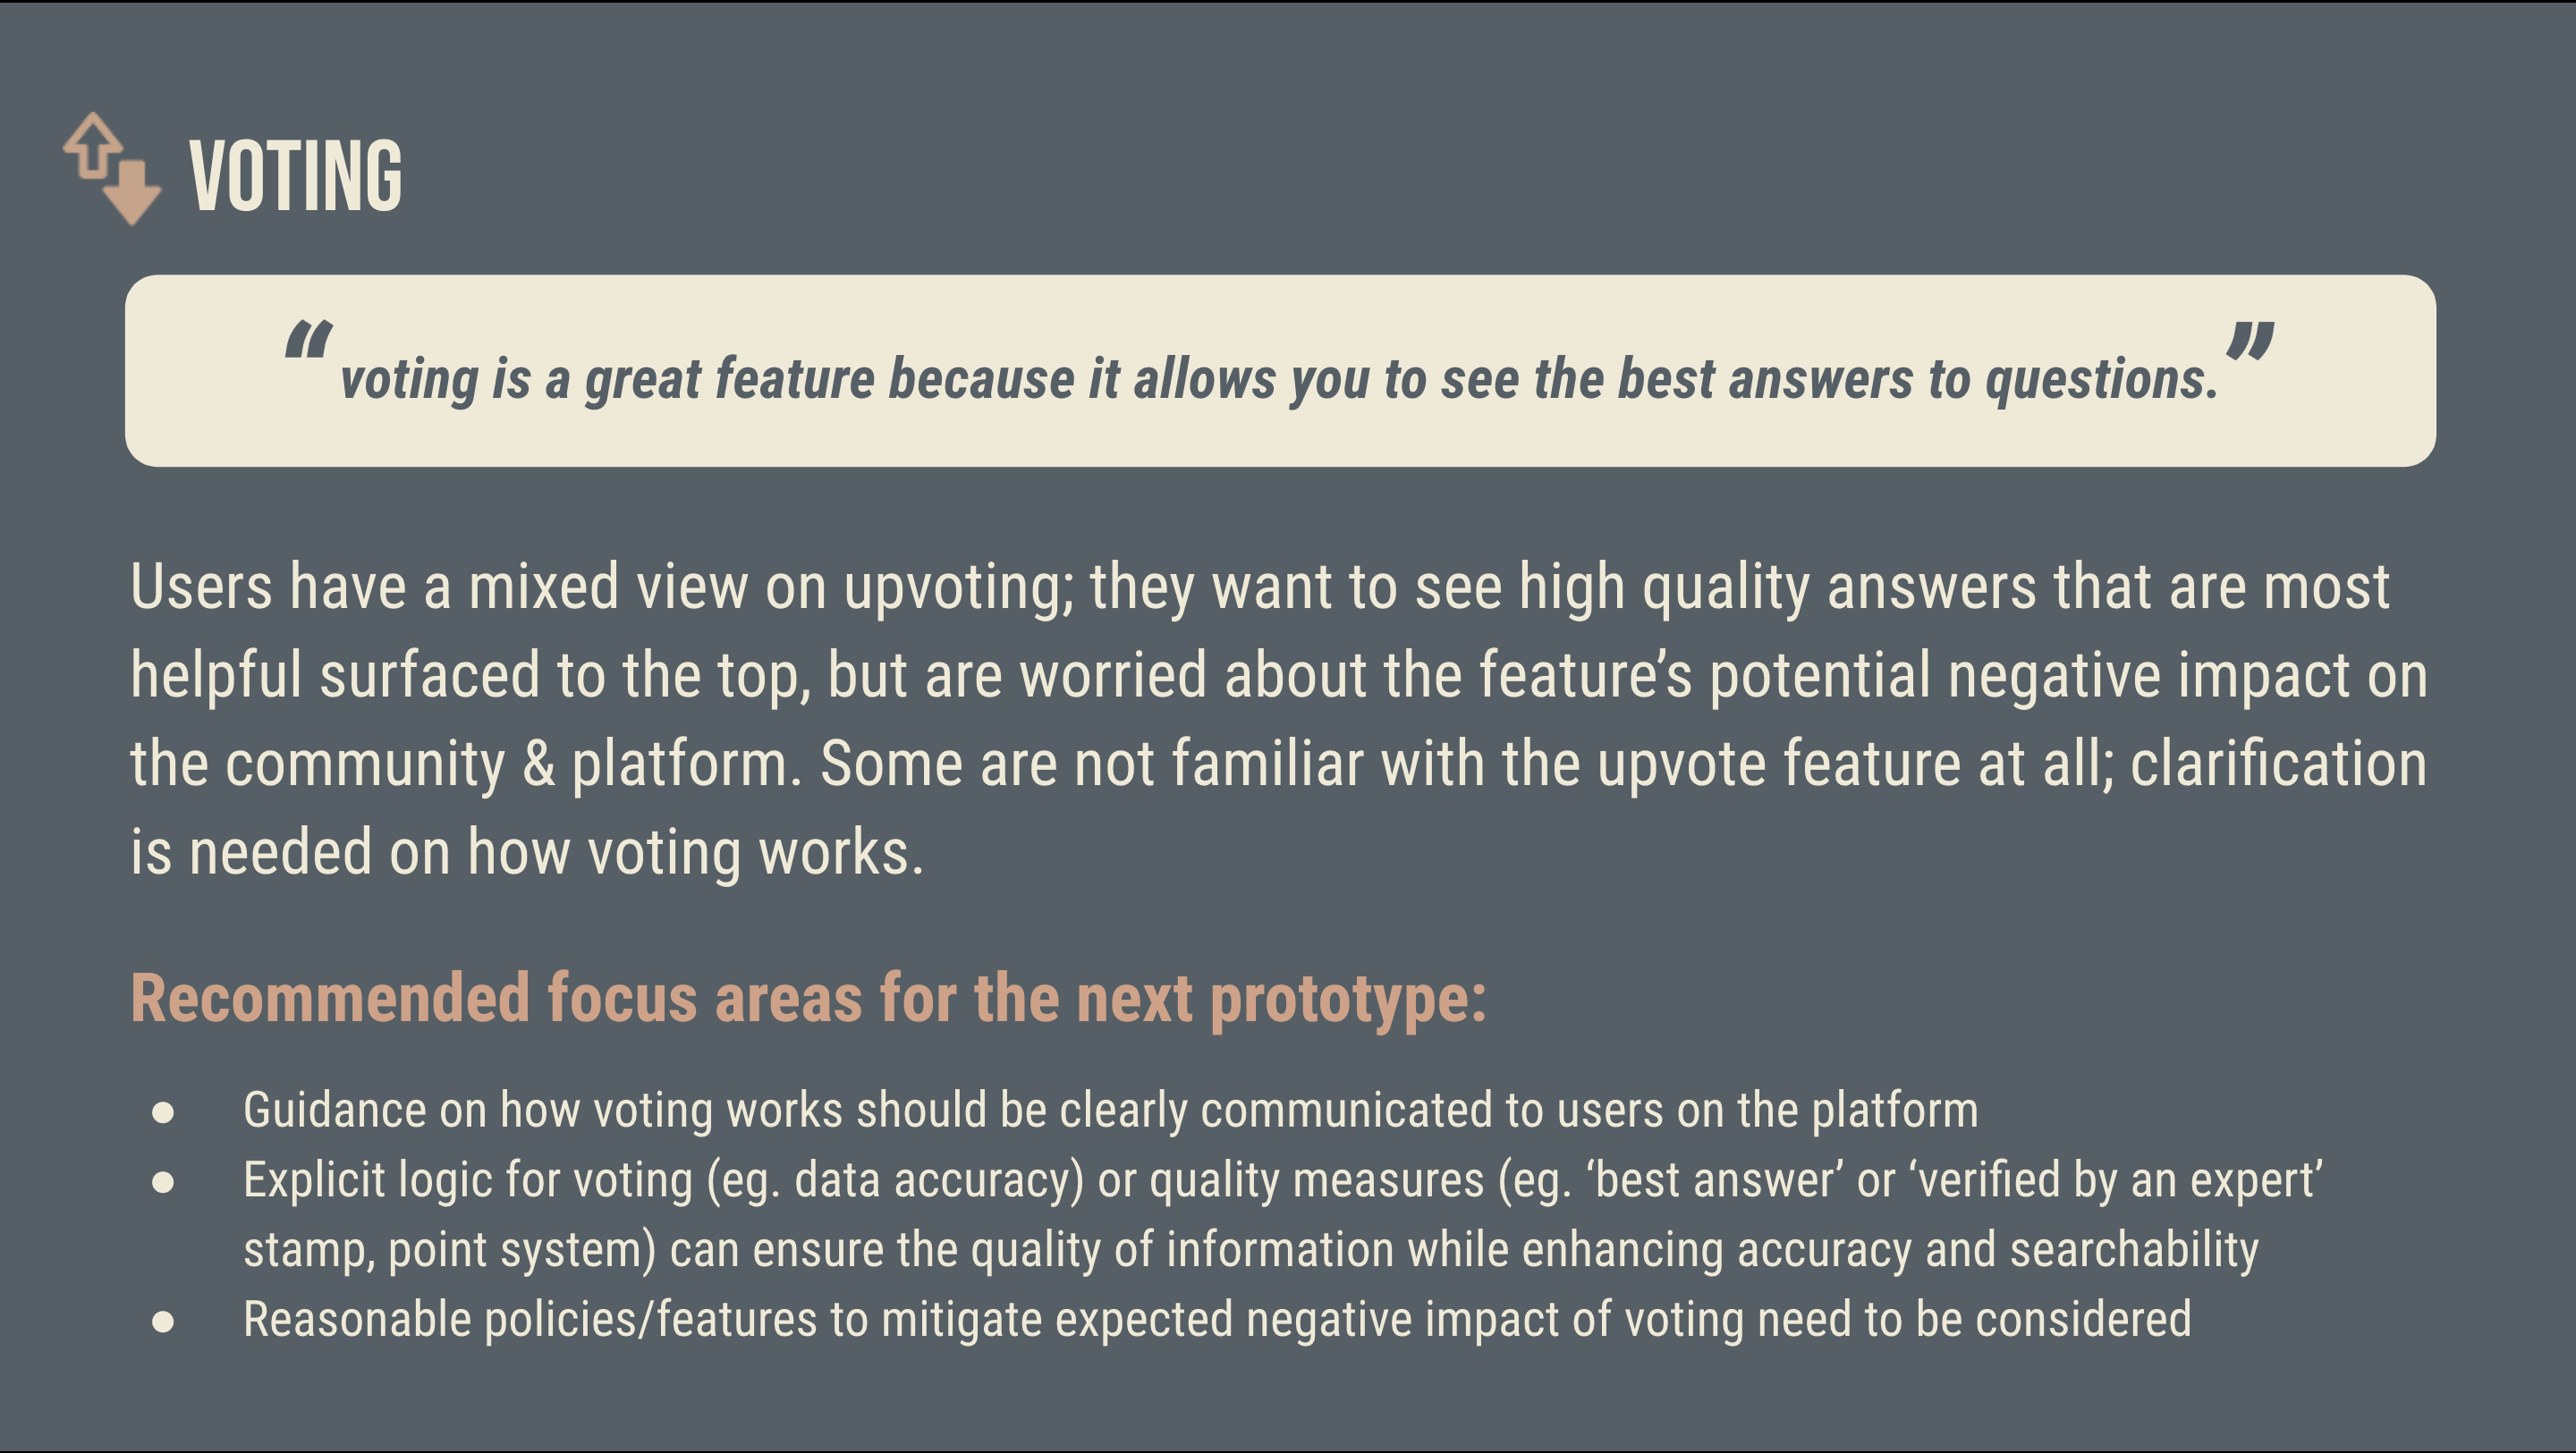 VOTING
“voting is a great feature because it allows you to see the best answers to questions.”
Users have a mixed view on upvoting; they want to see high quality answers that are most
helpful surfaced to the top, but are worried about the feature’s potential negative impact on
the community & platform. Some are not familiar with the upvote feature at all; clarification
is needed on how voting works.
Recommended focus areas for the next prototype:
● Guidance on how voting works should be clearly communicated to users on the platform
● Explicit logic for voting (eg. data accuracy) or quality measures (eg. ‘best answer’ or ‘verified by an expert’
stamp, point system) can ensure the quality of information while enhancing accuracy and searchability
● Reasonable policies/features to mitigate expected negative impact of voting need to be considered